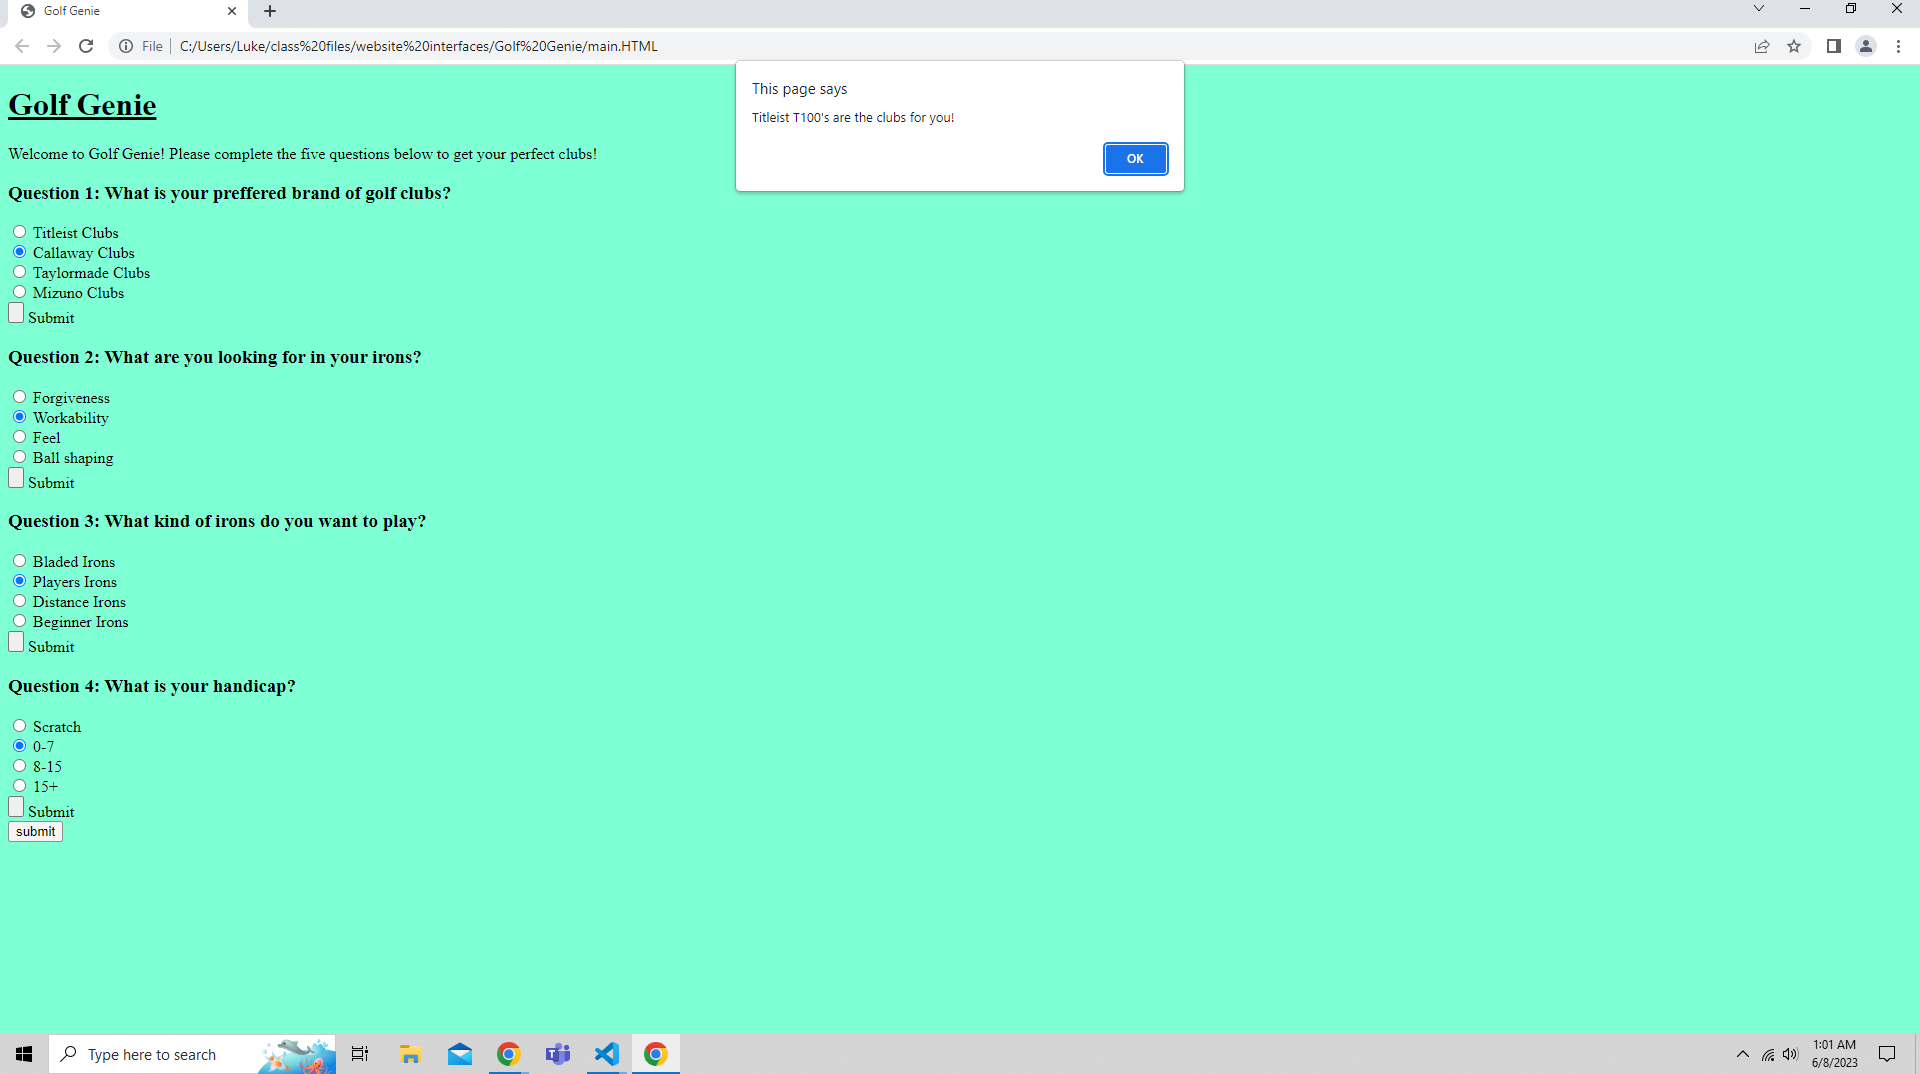 Golf Genie
File
C:/Users/Luke/class%20files/website%20interfaces/Golf%20Genie/main.HTML
This page says
Titleist T100's are the clubs for you!
OK
Golf Genie
Welcome to Golf Genie! Please complete the five questions below to get your perfect clubs!
Question 1: What is your preffered brand of golf clubs?
Titleist Clubs
Callaway Clubs
Taylormade Clubs
Mizuno Clubs
Submit
Question 2: What are you looking for in your irons?
Forgiveness
Workability
Feel
Ball shaping
Submit
Question 3: What kind of irons do you want to play?
Bladed Irons
Players Irons
Distance Irons
Beginner Irons
Submit
Question 4: What is your handicap?
Scratch
0-7
8-15
15+
Submit
submit
Type here to search
1:01 AM
6/8/2023